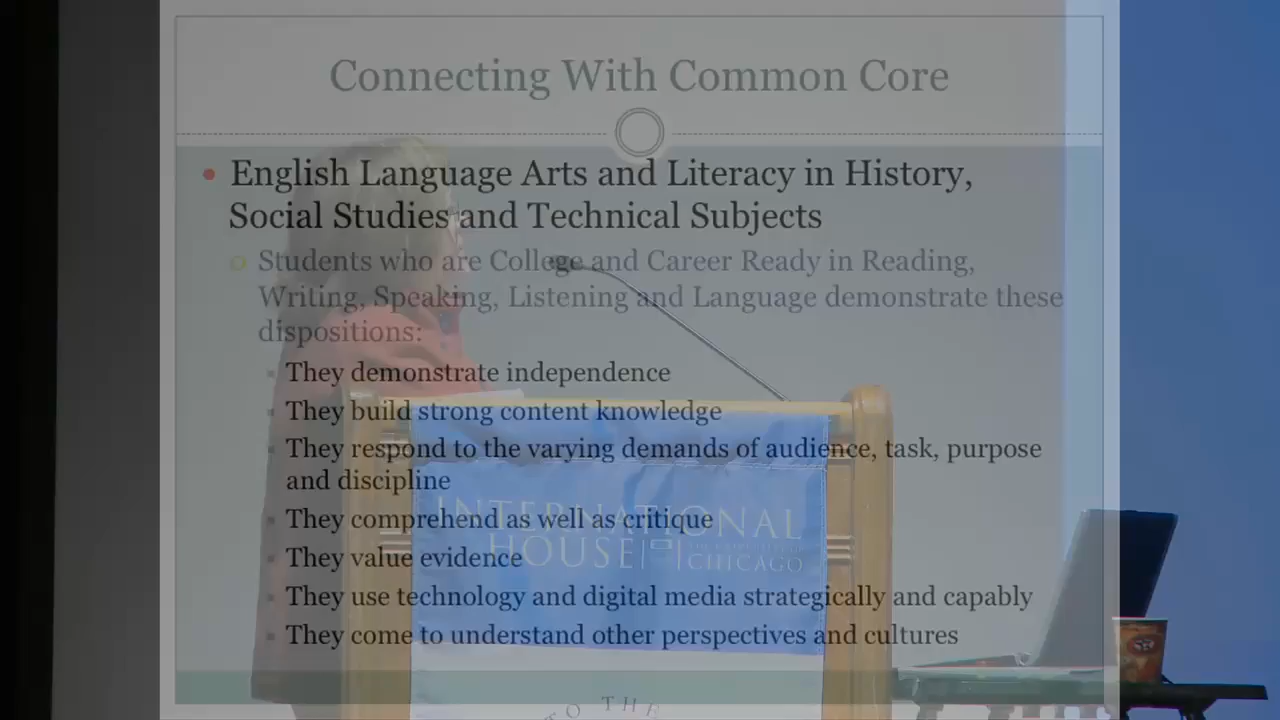 Connecting With Common Core
English Language Arts and Literacy in History,
Social Studies and Technical Subjects
Students who are College and Career Ready in Reading,
Writing, Speaking, Listening and Language demonstrate these
dispositions:
They demonstrate independence
They build strong content knowledge
They respond to the varying demands of audience, task, purpose
and discipline
They comprehend as well as critique
They value evidence
They use technology and digital media strategically and capably
They come to understand other perspectives and cultures
INTERNATIONAL
HOUSE
CHICAGO
TO THE